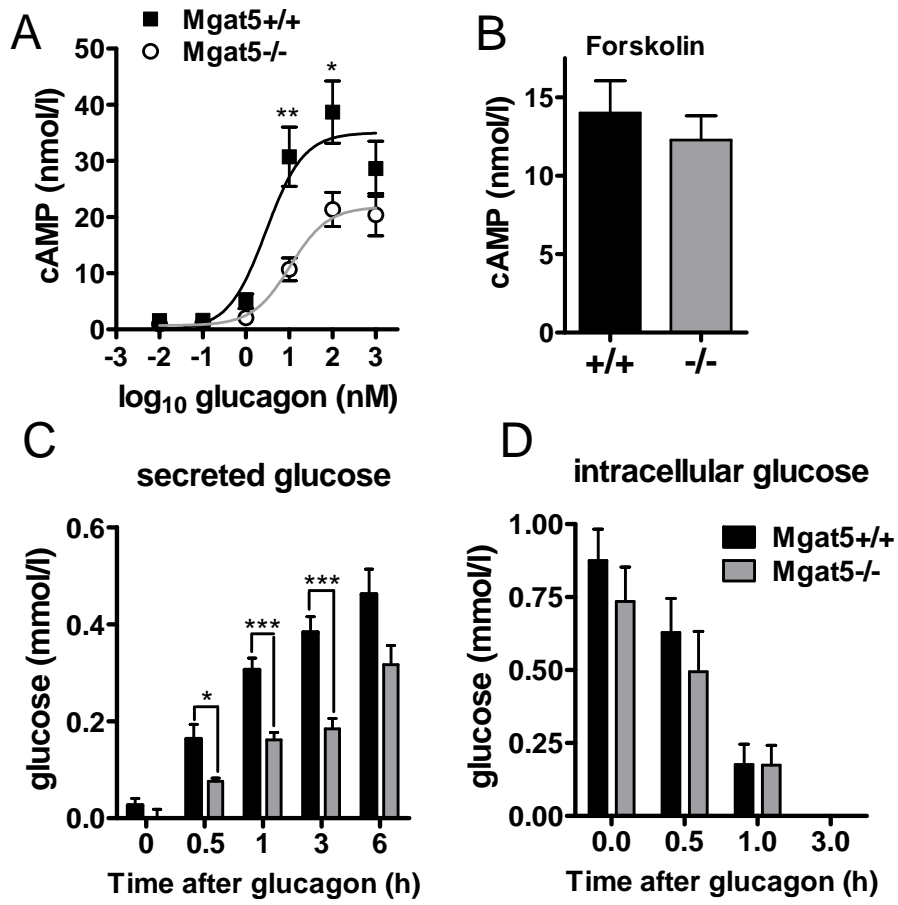 A
Mgat5+/+
Mgat5-/-
50
40
30
20
10
0
cAMP (nmol/l)
**
*
-3 -2 -1 0 1 2 3
log10 glucagon (nM)
B
Forskolin
15
10
5
0
cAMP (nmol/l)
+/+ -/-
C
secreted glucose
0.6
0.4
0.2
0.0
glucose (mmol/l)
*
***
***
0 0.5 1 3 6
Time after glucagon (h)
D
intracellular glucose
Mgat5+/+
Mgat5-/-
1.00
0.75
0.50
0.25
0.00
glucose (mmol/l)
0.0 0.5 1.0 3.0
Time after glucagon (h)